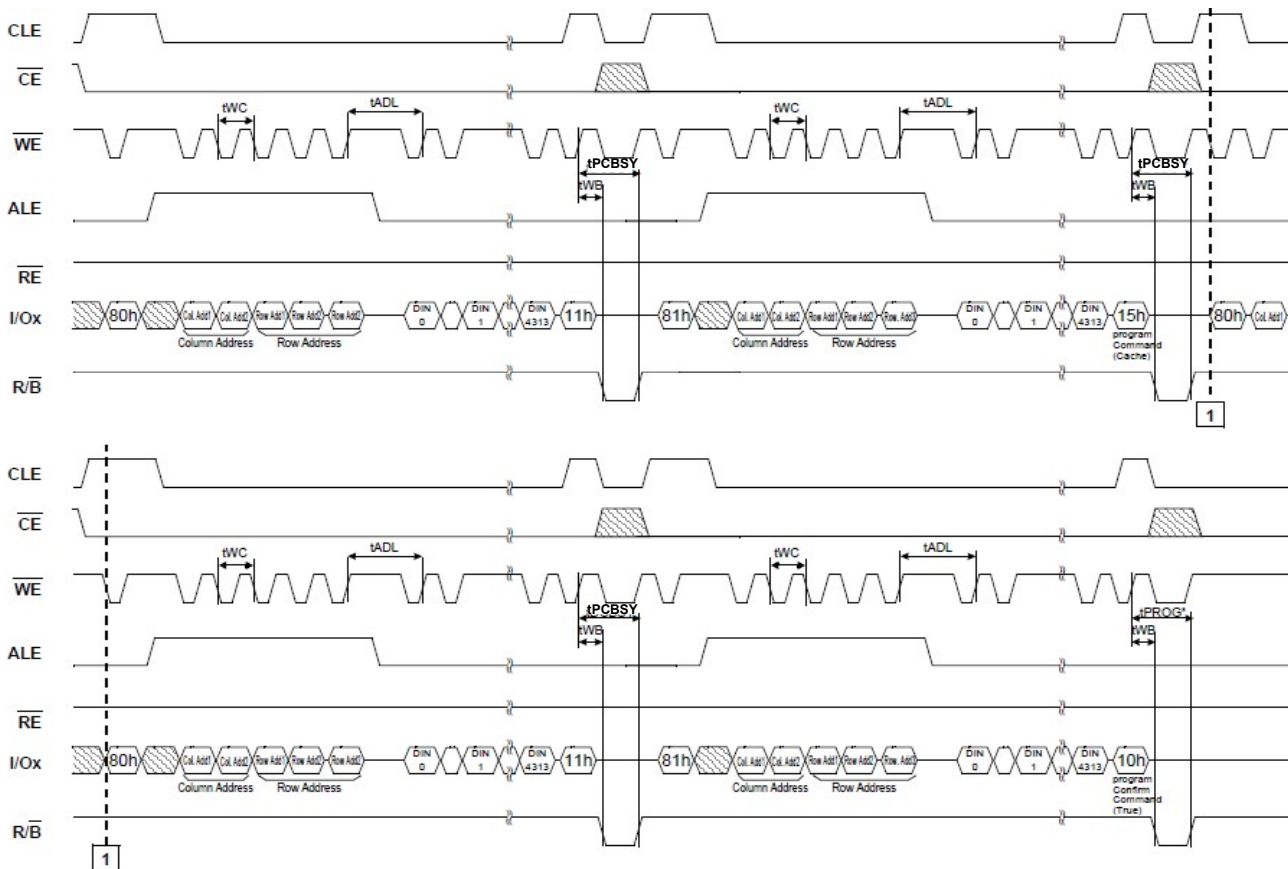 CLE
CE
tWC
tADL
tWC
tADL
WE
tPCBSY
tPCBSY
tWB
tWB
ALE
RE
I/Ox
80h
Col. Add1
Col. Add2
Row Add1
Row Add2
Row Add2
DIN 0
DIN 1
DIN 4313
11h
81h
Col. Add1
Col. Add2
Row Add1
Row Add2
Row. Add3
DIN 0
DIN 1
DIN 4313
15h
80h
Col. Add1
Column Address
Row Address
Column Address
Row Address
program
Command
(Cache)
R/B
1
CLE
CE
tWC
tADL
tWC
tADL
WE
tPCBSY
tPROG*
tWB
tWB
ALE
RE
I/Ox
80h
Col. Add1
Col. Add2
Row Add1
Row Add2
Row Add2
DIN 0
DIN 1
DIN 4313
11h
81h
Col. Add1
Col. Add2
Row Add1
Row Add2
Row. Add3
DIN 0
DIN 1
DIN 4313
10h
Column Address
Row Address
Column Address
Row Address
program
Confirm
Command
(True)
R/B
1